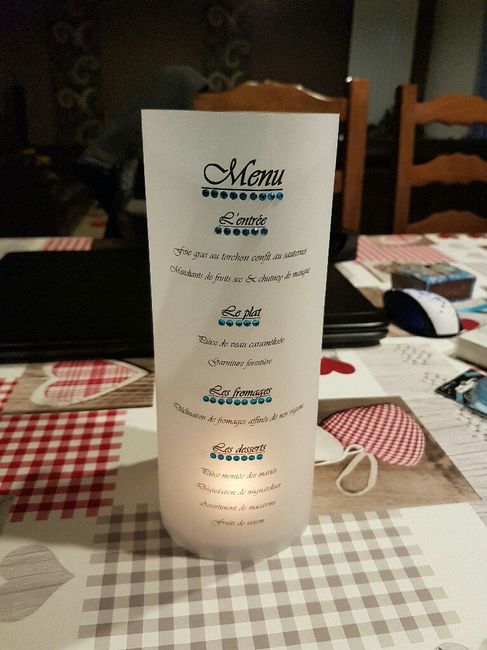 Menu
L'entrée
Foie gras au torchon confit au sauternes
Mendiants de fruits sec & chutney de mangue
Le plat
Pièce de veau caramélisée
Garniture forestière
Les fromages
Déclinaison de fromages affinés de nos régions
Les desserts
Pièce montée des mariés
Dégustation de mignardises
Assortiment de macarons
Fruits de saison